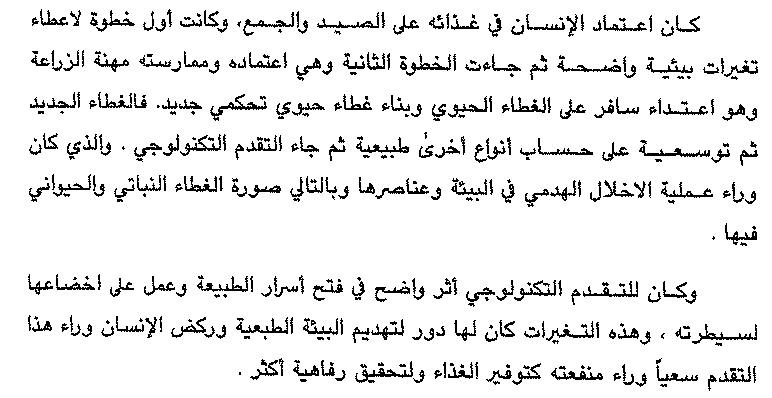 كان اعتماد الإنسان في غذائه على الصيد والجمع، وكانت أول خطوة لاعطاء
تغيرات بيئية واضحة ثم جاءت الخطوة الثانية وهي اعتماده وممارسته مهنة الزراعة
وهو اعتداء سافر على الغطاء الحيوي وبناء غطاء حيوي تحكمي جديد. فالغطاء الجديد
ثم توسعية على حساب أنواع أخرىٰ طبيعية ثم جاء التقدم التكنولوجي . والذي كان
وراء عملية الاخلال الهدمي في البيئة وعناصرها وبالتالي صورة الغطاء النباتي والحيواني
فيها .
وكان للتقدم التكنولوجي أثر واضح في فتح أسرار الطبيعة وعمل على اخضاعها
لسيطرته ، وهذه التغيرات كان لها دور لتهديم البيئة الطبعية وركض الإنسان وراء هذا
التقدم سعياً وراء منفعته كتوفير الغذاء ولتحقيق رفاهية أكثر .